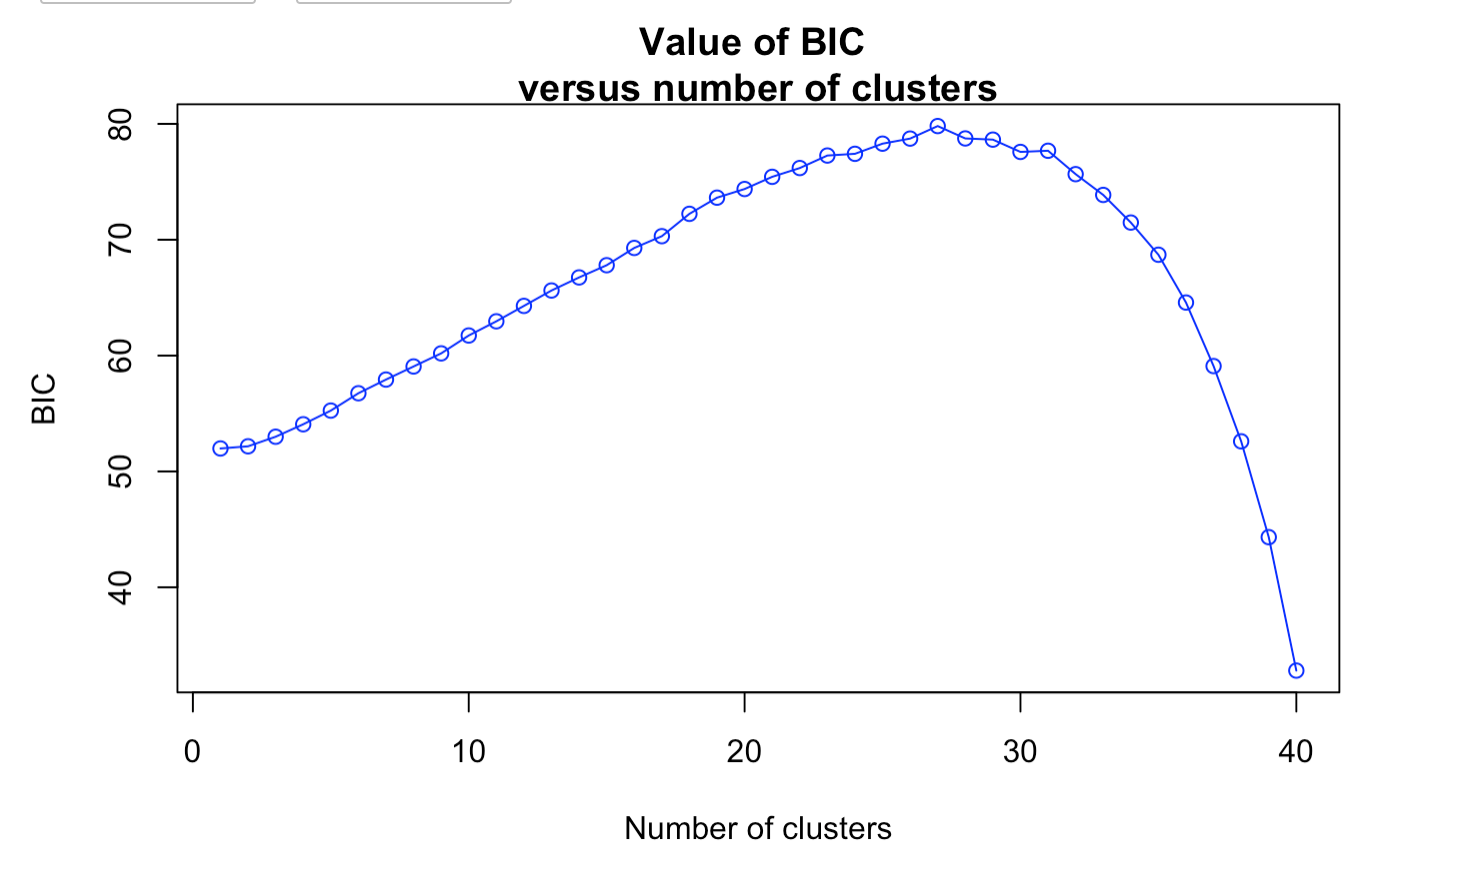 Value of BIC
versus number of clusters
80
70
60
50
40
BIC
0 10 20 30 40
Number of clusters